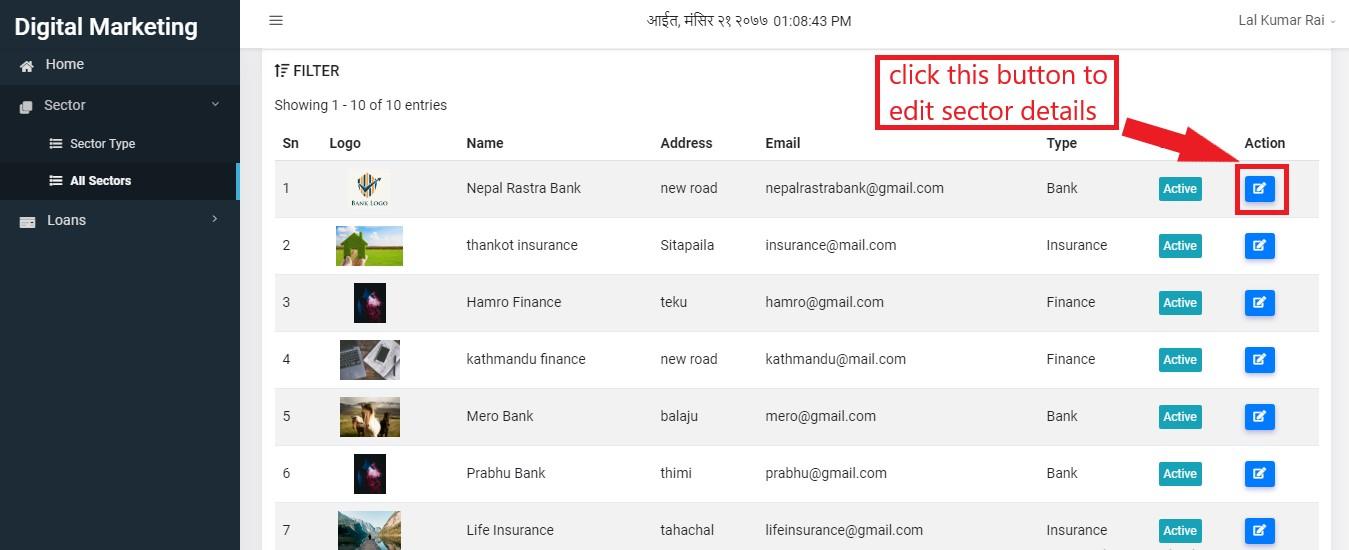 Digital Marketing
आईत, मंसिर २१ २०७७ 01:08:43 PM
Lal Kumar Rai
Home
Sector
Sector Type
All Sectors
Loans
FILTER
Showing 1 - 10 of 10 entries
click this button to
edit sector details
Sn Logo Name Address Email Type Action
1 BANK LOGO Nepal Rastra Bank new road nepalrastrabank@gmail.com Bank Active
2 thankot insurance Sitapaila insurance@mail.com Insurance Active
3 Hamro Finance teku hamro@gmail.com Finance Active
4 kathmandu finance new road kathmandu@mail.com Finance Active
5 Mero Bank balaju mero@gmail.com Bank Active
6 Prabhu Bank thimi prabhu@gmail.com Bank Active
7 Life Insurance tahachal lifeinsurance@gmail.com Insurance Active